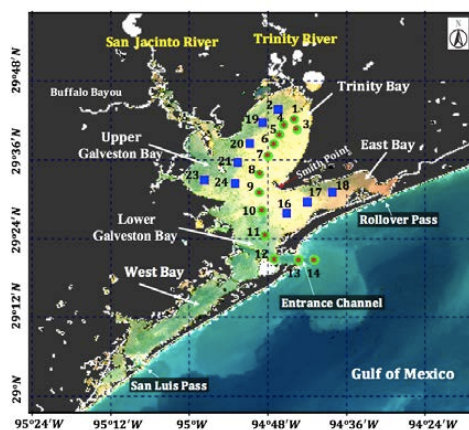 N
San Jacinto River
Trinity River
29°48'N
Buffalo Bayou
Trinity Bay
2
1
19
4
3
5
6
20
7
Upper
Galveston Bay
29°36'N
21
Smith Point
East Bay
8
23
24
9
18
17
16
10
Rollover Pass
Lower
Galveston Bay
29°24'N
11
12
13
14
West Bay
Entrance Channel
29°12'N
San Luis Pass
Gulf of Mexico
29°N
95°24'W
95°12'W
95°W
94°48'W
94°36'W
94°24'W